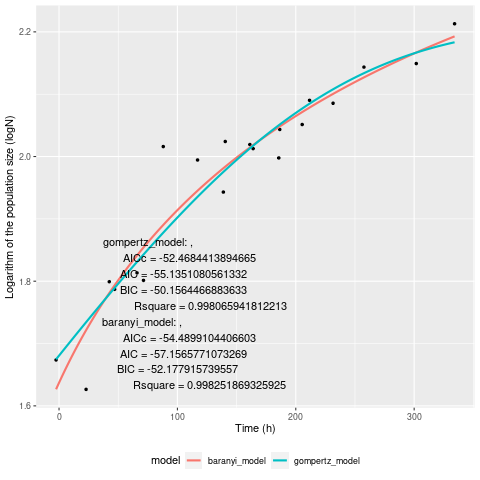 2.2
2.0
1.8
1.6
Logarithm of the population size (logN)
gompertz_model: ,
AICc = -52.4684413894665
AIC = -55.1351080561332
BIC = -50.1564466883633
Rsquare = 0.998065941812213
baranyi_model: ,
AICc = -54.4899104406603
AIC = -57.1565771073269
BIC = -52.177915739557
Rsquare = 0.998251869325925
0 100 200 300
Time (h)
model baranyi_model gompertz_model